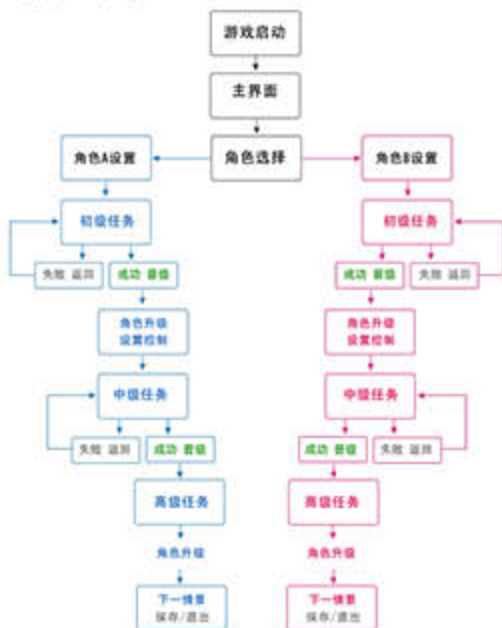 游戏启动
主界面
角色A设置
角色选择
角色B设置
初级任务
初级任务
失败 返回
成功 晋级
成功 晋级
失败 返回
角色升级
设置控制
角色升级
设置控制
中级任务
中级任务
失败 返回
成功 晋级
成功 晋级
失败 返回
高级任务
高级任务
角色升级
角色升级
下一情景
保存/退出
下一情景
保存/退出